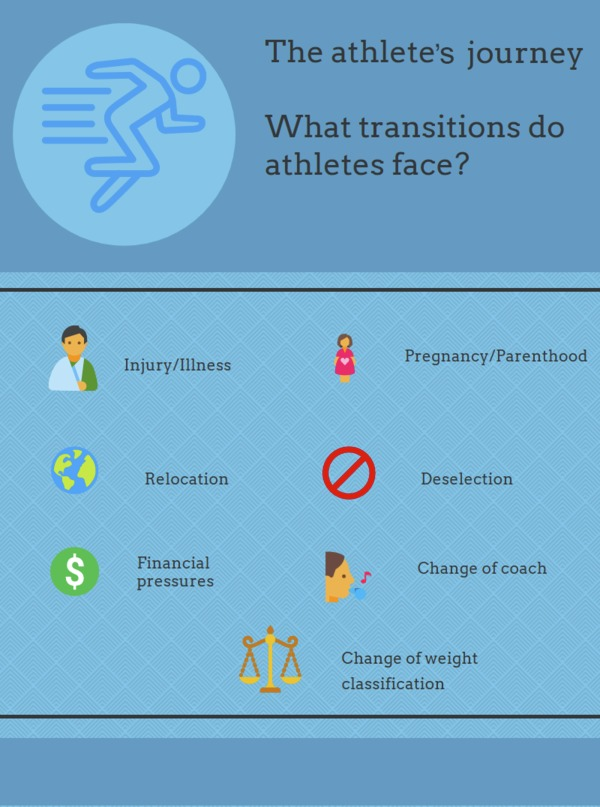 The athlete's journey
What transitions do
athletes face?
Injury/Illness
Pregnancy/Parenthood
Relocation
Deselection
Financial
pressures
Change of coach
Change of weight
classification